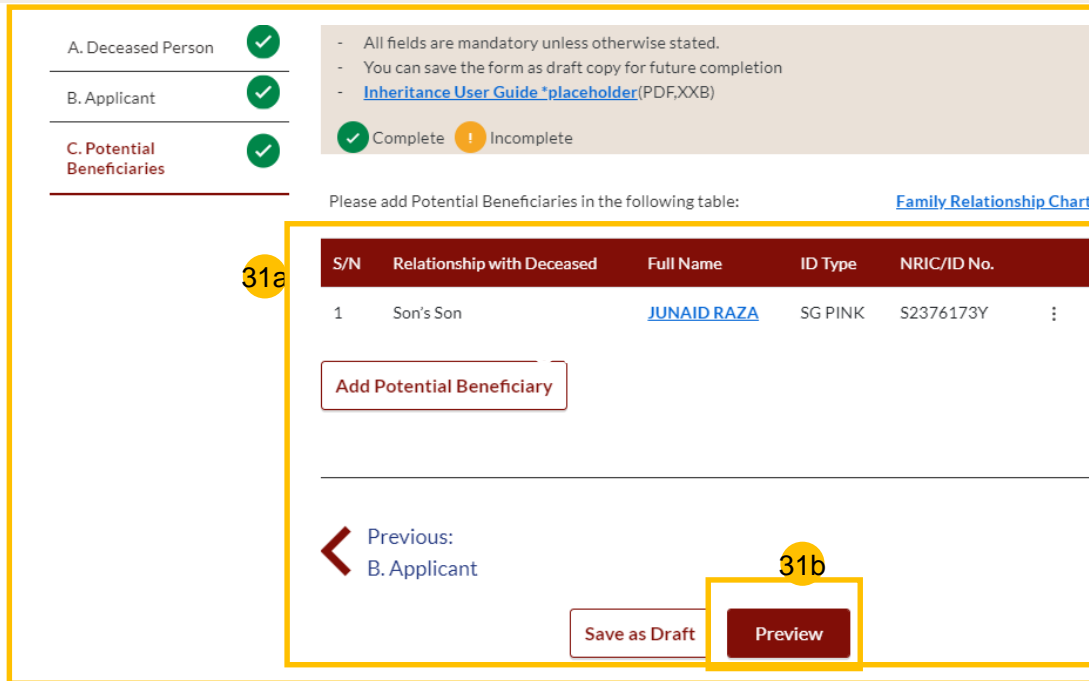 A. Deceased Person
B. Applicant
C. Potential
Beneficiaries
- All fields are mandatory unless otherwise stated.
- You can save the form as draft copy for future completion
- Inheritance User Guide *placeholder(PDF,XXB)
Complete ! Incomplete
Please add Potential Beneficiaries in the following table: Family Relationship Chart
31a
S/N Relationship with Deceased Full Name ID Type NRIC/ID No.
1 Son's Son JUNAID RAZA SG PINK S2376173Y
Add Potential Beneficiary
Previous:
B. Applicant
31b
Save as Draft Preview